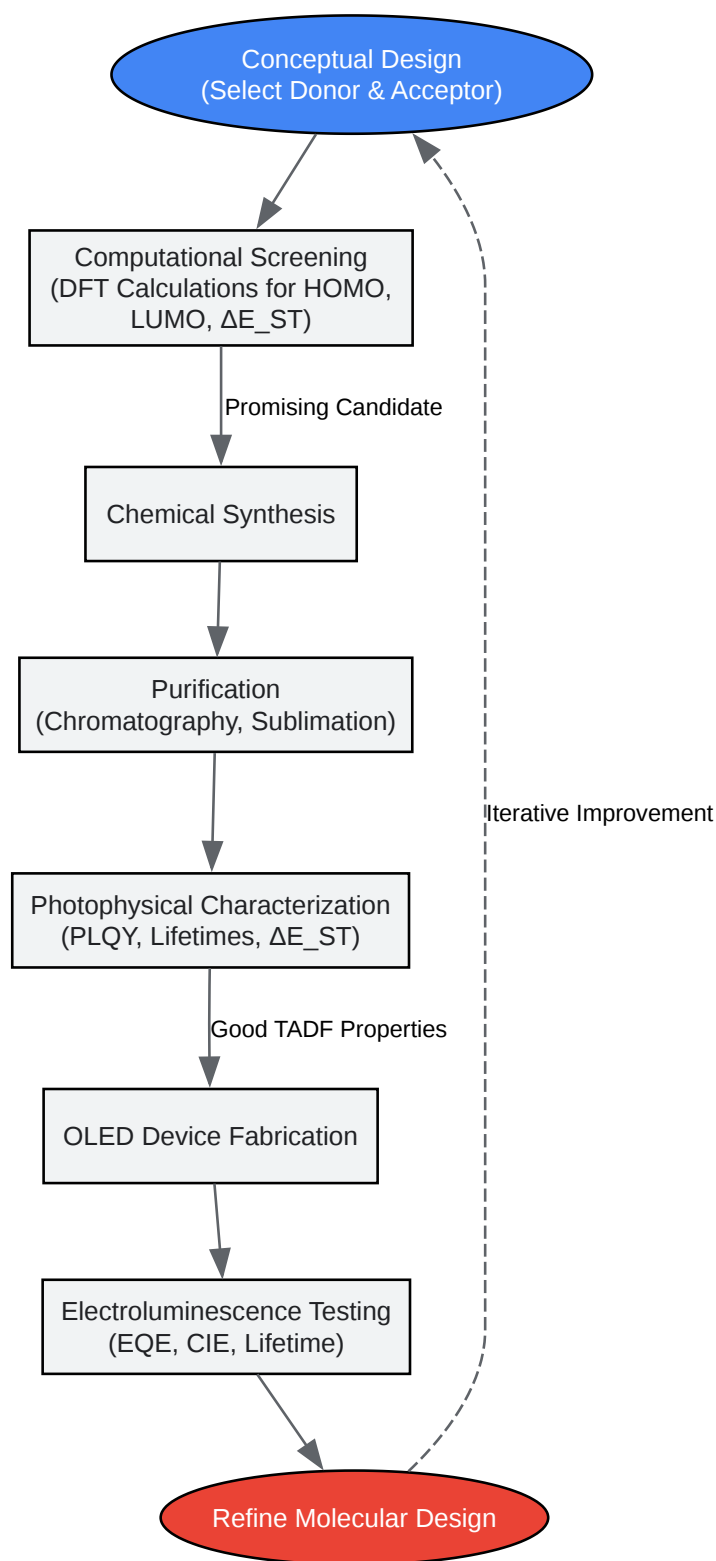 Conceptual Design
(Select Donor & Acceptor)
Computational Screening
(DFT Calculations for HOMO,
LUMO, ΔE_ST)
Promising Candidate
Chemical Synthesis
Purification
(Chromatography, Sublimation)
Iterative Improvement
Photophysical Characterization
(PLQY, Lifetimes, ΔE_ST)
Good TADF Properties
OLED Device Fabrication
Electroluminescence Testing
(EQE, CIE, Lifetime)
Refine Molecular Design